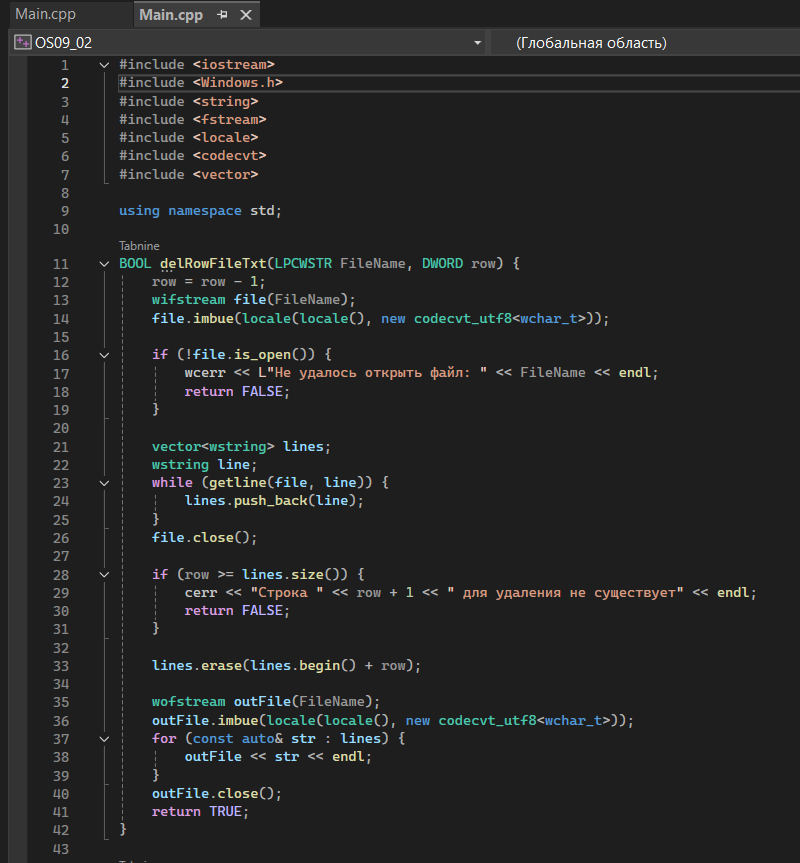 Main.cpp
Main.cpp
OS09_02
(Глобальная область)
1 #include <iostream>
2 #include <Windows.h>
3 #include <string>
4 #include <fstream>
5 #include <locale>
6 #include <codecvt>
7 #include <vector>
8
9 using namespace std;
10
Tabnine
11 BOOL delRowFileTxt(LPCWSTR FileName, DWORD row) {
12 row = row - 1;
13 wifstream file(FileName);
14 file.imbue(locale(locale(), new codecvt_utf8<wchar_t>));
15
16 if (!file.is_open()) {
17 wcerr << L"Не удалось открыть файл: " << FileName << endl;
18 return FALSE;
19 }
20
21 vector<wstring> lines;
22 wstring line;
23 while (getline(file, line)) {
24 lines.push_back(line);
25 }
26 file.close();
27
28 if (row >= lines.size()) {
29 cerr << "Строка " << row + 1 << " для удаления не существует" << endl;
30 return FALSE;
31 }
32
33 lines.erase(lines.begin() + row);
34
35 wofstream outFile(FileName);
36 outFile.imbue(locale(locale(), new codecvt_utf8<wchar_t>));
37 for (const auto& str : lines) {
38 outFile << str << endl;
39 }
40 outFile.close();
41 return TRUE;
42 }
43